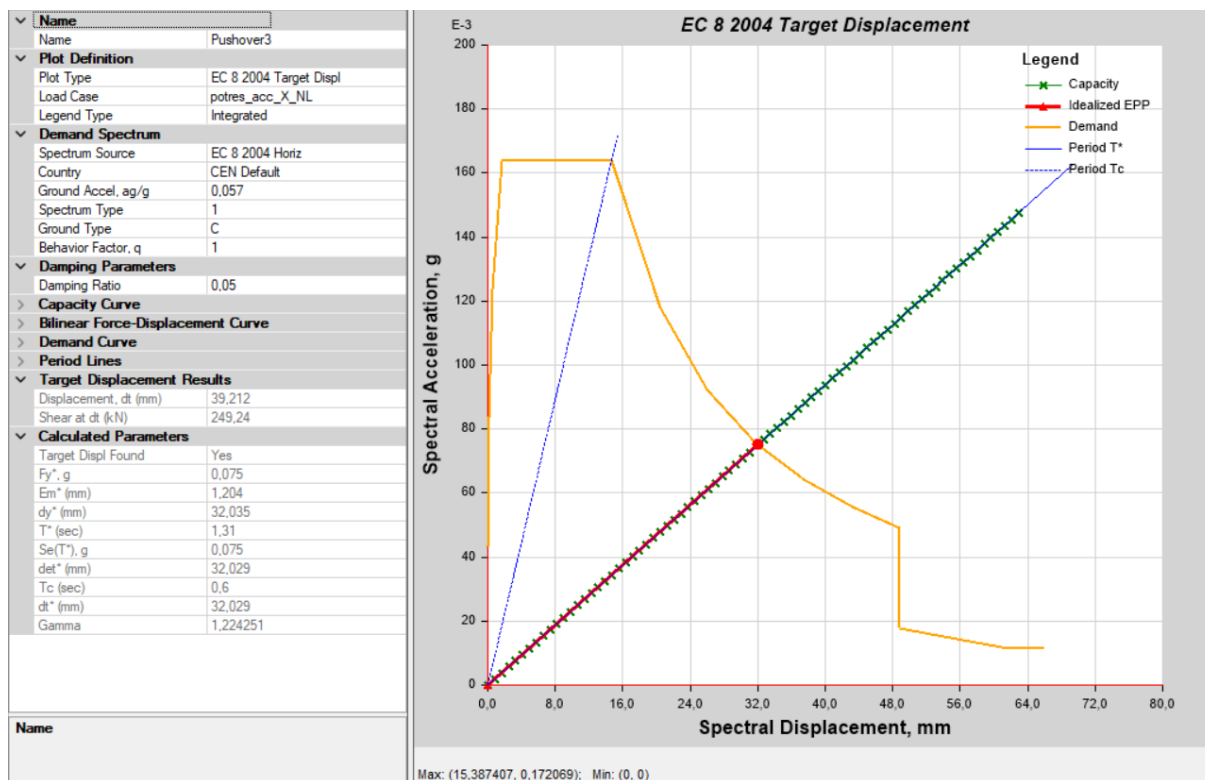 Name
Name Pushover3
Plot Definition
Plot Type EC 8 2004 Target Displ
Load Case potres_acc_X_NL
Legend Type Integrated
Demand Spectrum
Spectrum Source EC 8 2004 Horiz
Country CEN Default
Ground Accel, ag/g 0,057
Spectrum Type 1
Ground Type C
Behavior Factor, q 1
Damping Parameters
Damping Ratio 0,05
Capacity Curve
Bilinear Force-Displacement Curve
Demand Curve
Period Lines
Target Displacement Results
Displacement, dt (mm) 39,212
Shear at dt (kN) 249,24
Calculated Parameters
Target Displ Found Yes
Fy*, g 0,075
Em* (mm) 1,204
dy* (mm) 32,035
T* (sec) 1,31
Se(T*), g 0,075
det* (mm) 32,029
Tc (sec) 0,6
dt* (mm) 32,029
Gamma 1,224251
Name
EC 8 2004 Target Displacement
E-3
200
180
160
140
120
100
80
60
40
20
0
Spectral Acceleration, g
Legend
Capacity
Idealized EPP
Demand
Period T*
Period Tc
0,0 8,0 16,0 24,0 32,0 40,0 48,0 56,0 64,0 72,0 80,0
Spectral Displacement, mm
Max: (15,387407, 0,172069); Min: (0, 0)